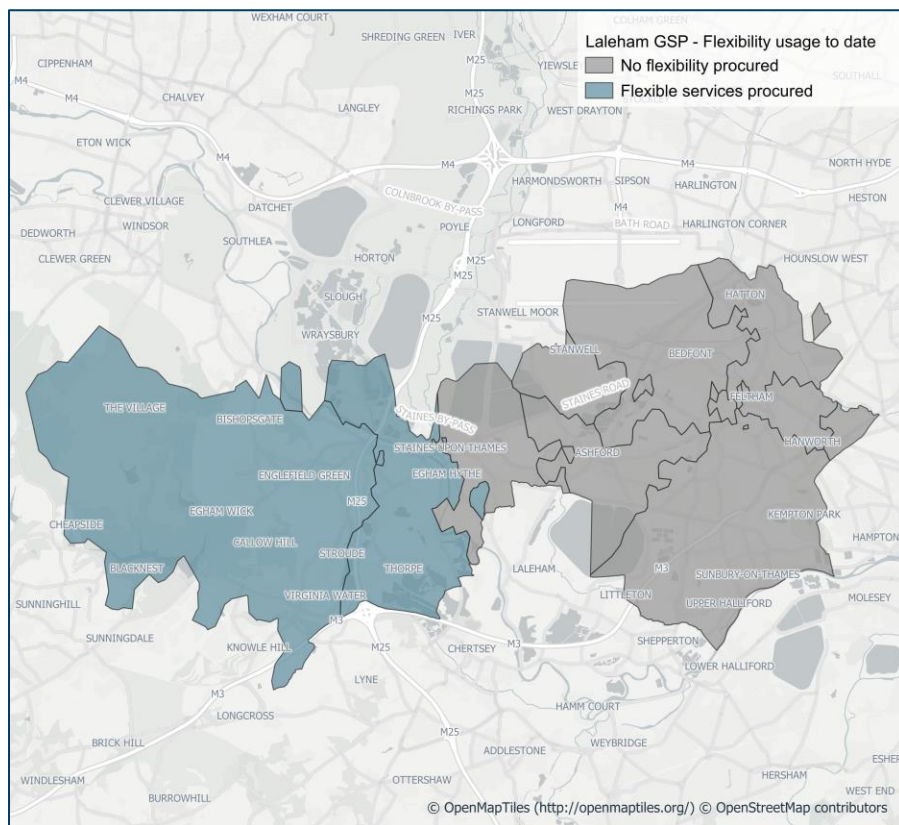 WEXHAM COURT
COLHAM GREEN
SHREDING GREEN
IVER
Laleham GSP - Flexibility usage to date
No flexibility procured
Flexible services procured
CIPPENHAM
M25
YIEWSLE
SOUTHALL
M4
CHALVEY
LANGLEY
M25
RICHINGS PARK
WEST DRAYTON
M4
ETON WICK
M4
M4
M4
NORTH HYDE
HARMONDSWORTH
SIPSON
HARLINGTON
HESTON
CLEWER VILLAGE
DATCHET
COLNBROOK BY-PASS
M4
WINDSOR
POYLE
LONGFORD
BATH ROAD
HARLINGTON CORNER
DEDWORTH
SOUTHLEA
CLEWER GREEN
HORTON
M25
HOUNSLOW WEST
M25
SLOUGH
STANWELL MOOR
HATTON
WRAYSBURY
STANWELL
BEDFONT
THE VILLAGE
BISHOPSGATE
STAINES BY-PASS
STAINES ROAD
FELTHAM
STAINES UPON THAMES
ASHFORD
HANWORTH
ENGLEFIELD GREEN
EGHAM HYTHE
M25
EGHAM WICK
KEMPTON PARK
CHEAPSIDE
CALLOW HILL
HAMPTON
BLACKNEST
STROUDE
THORPE
LALEHAM
M3
SUNBURY-ON-THAMES
SUNNINGHILL
VIRGINIA WATER
LITTLETON
UPPER HALLIFORD
MOLESEY
M3
SUNNINGDALE
KNOWLE HILL
M25
CHERTSEY
M3
SHEPPERTON
LOWER HALLIFORD
M3
LYNE
LONGCROSS
HAMM COURT
M25
WEYBRIDGE
BRICK HILL
ADDLESTONE
ESHER
WINDLESHAM
OTTERSHAW
HERSHAM
WEST END
BURROWHILL
© OpenMapTiles (http://openmaptiles.org/) © OpenStreetMap contributors